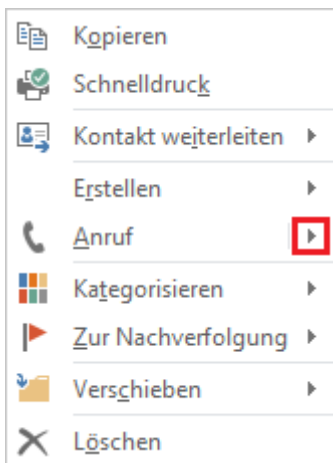 Kopieren
Schnelldruck
Kontakt weiterleiten
Erstellen
Anruf
Kategorisieren
Zur Nachverfolgung
Verschieben
Löschen